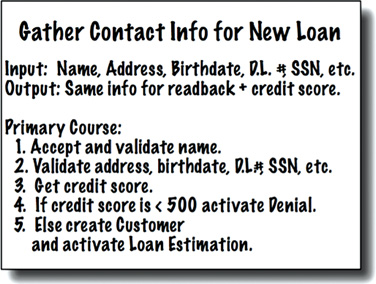 Gather Contact Info for New Loan
Input: Name, Address, Birthdate, D.L. #, SSN, etc.
Output: Same info for readback + credit score.
Primary Course:
1. Accept and validate name.
2. Validate address, birthdate, D.L.#, SSN, etc.
3. Get credit score.
4. If credit score is < 500 activate Denial.
5. Else create Customer
and activate Loan Estimation.